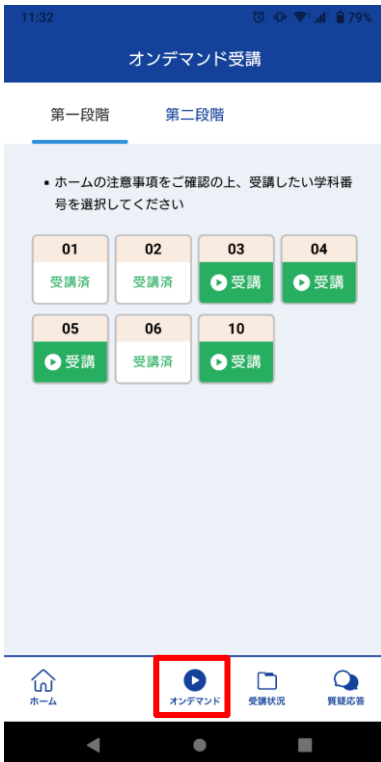 11:32
79%
オンデマンド受講
第一段階
第二段階
▪ ホームの注意事項をご確認の上、受講したい学科番
号を選択してください
01 02 03 04
受講済 受講済 受講 受講
05 06 10
受講 受講済 受講
ホーム オンデマンド 受講状況 質疑応答